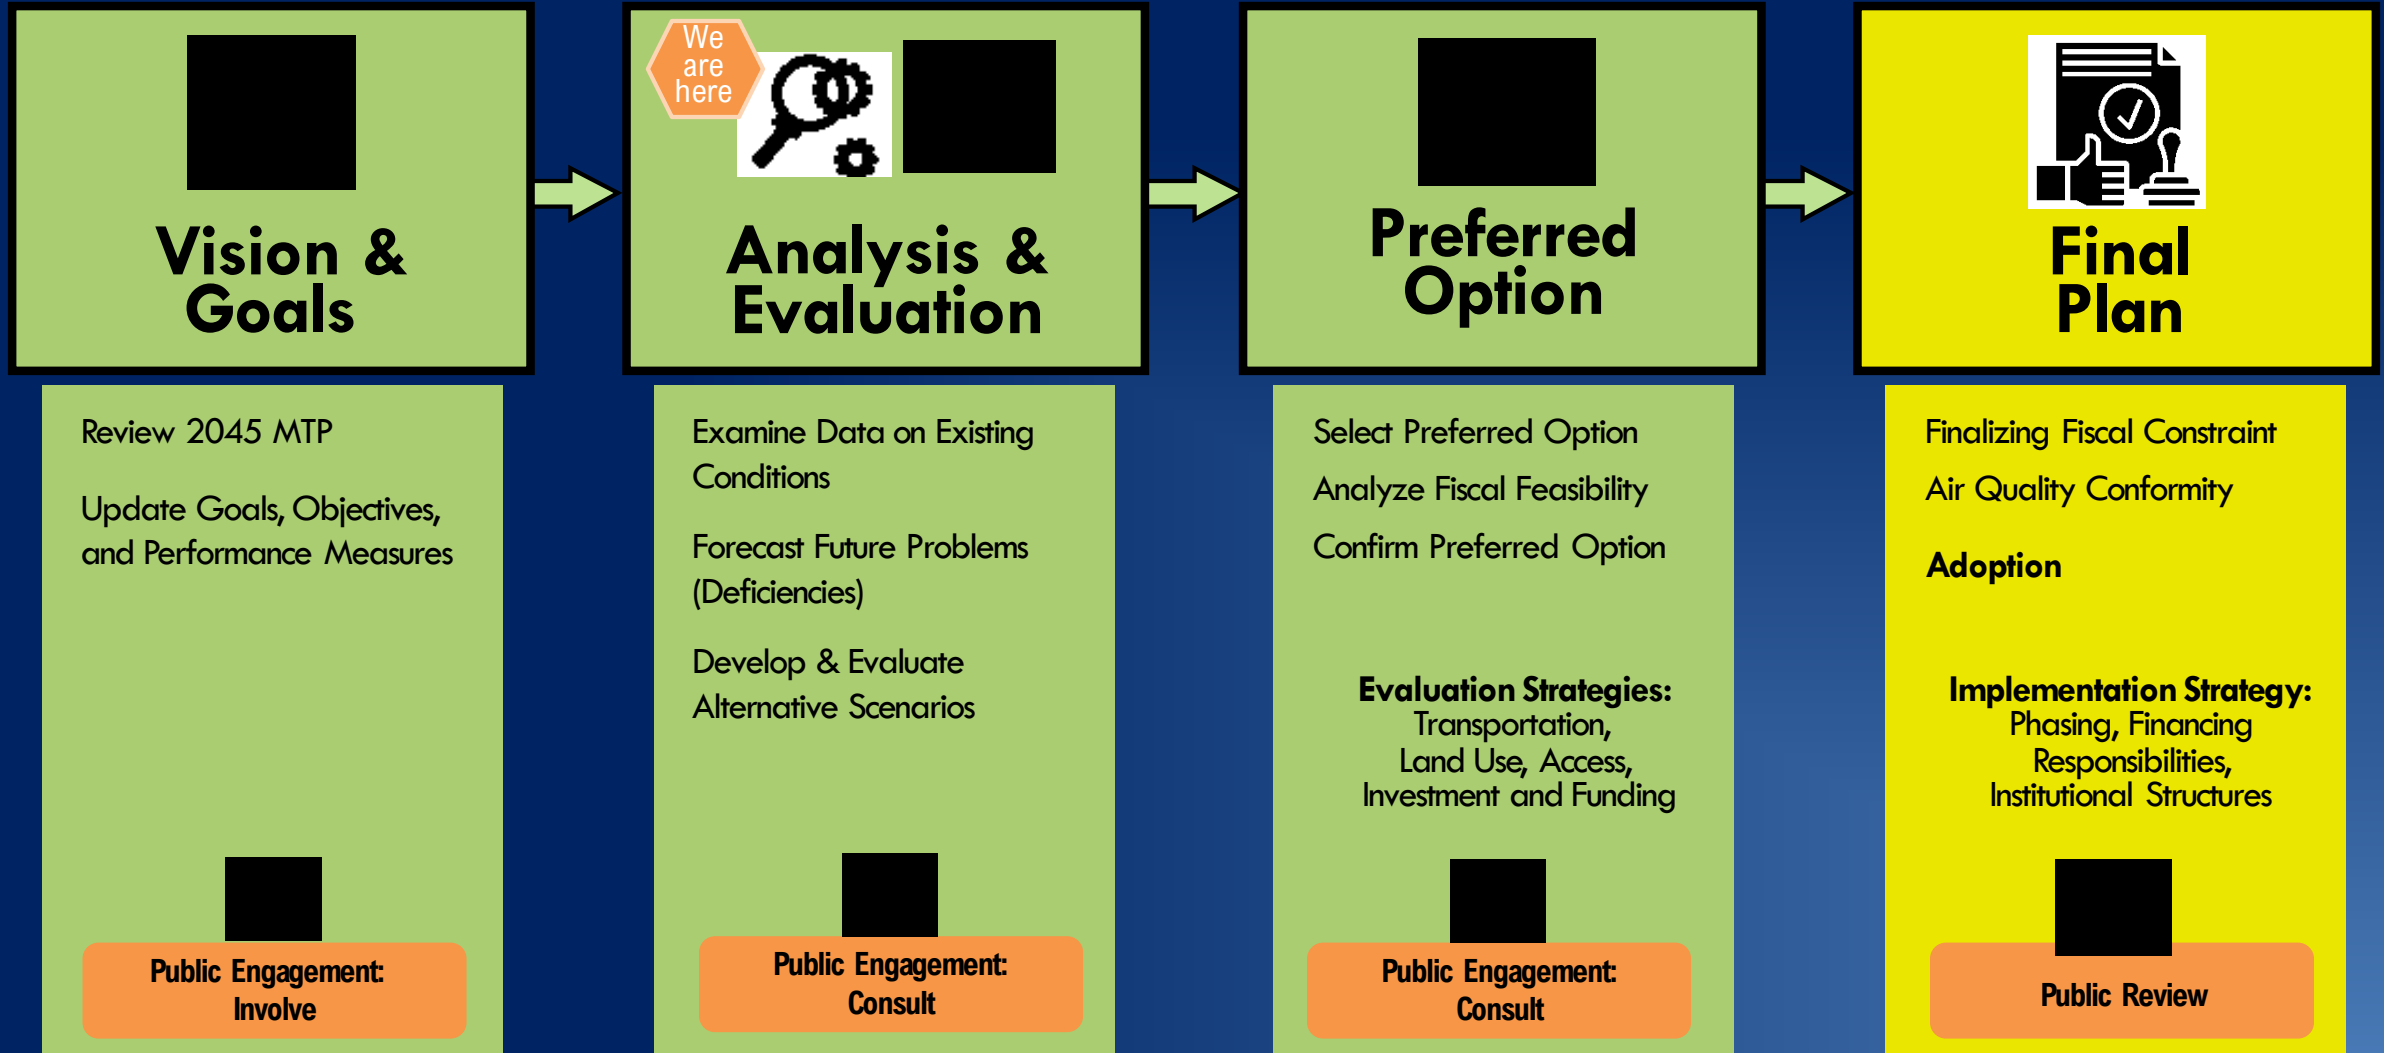 We
are
here
Vision &
Goals
Analysis &
Evaluation
Preferred
Option
Final
Plan
Review 2045 MTP
Update Goals, Objectives,
and Performance Measures
Public Engagement:
Involve
Examine Data on Existing
Conditions
Forecast Future Problems
(Deficiencies)
Develop & Evaluate
Alternative Scenarios
Public Engagement:
Consult
Select Preferred Option
Analyze Fiscal Feasibility
Confirm Preferred Option
Evaluation Strategies:
Transportation,
Land Use, Access,
Investment and Funding
Public Engagement:
Consult
Finalizing Fiscal Constraint
Air Quality Conformity
Adoption
Implementation Strategy:
Phasing, Financing
Responsibilities,
Institutional Structures
Public Review